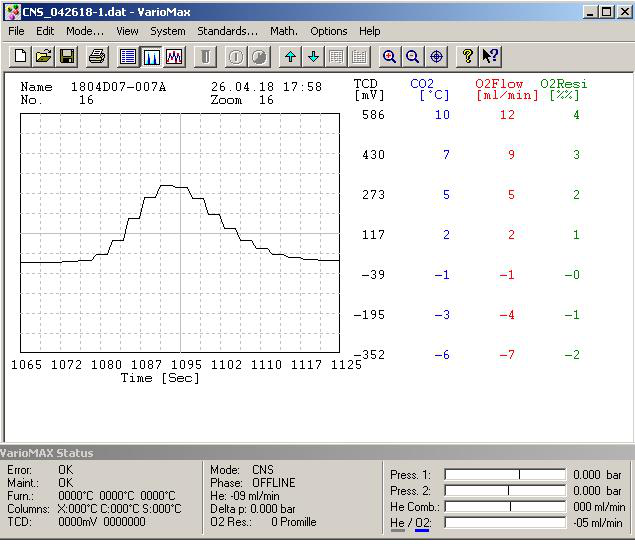 CNS_042618-1.dat - VarioMax
File Edit Mode... View System Standards... Math. Options Help
Name 1804D07-007A 26.04.18 17:58
No. 16 Zoom 16
TCD CO2 O2Flow O2Resi
[mV] [°C] [ml/min] [%%]
586 10 12 4
430 7 9 3
273 5 5 2
117 2 2 1
-39 -1 -1 -0
-195 -3 -4 -1
-352 -6 -7 -2
1065 1072 1080 1087 1095 1102 1110 1117 1125
Time [Sec]
VarioMAX Status
Error: OK
Maint.: OK
Furn.: 0000°C 0000°C 0000°C
Columns: X:000°C C:000°C S:000°C
TCD: 0000mV 0000000
Mode: CNS
Phase: OFFLINE
He: -09 ml/min
Delta p: 0.000 bar
O2 Res.: 0 Promille
Press. 1: 0.000 bar
Press. 2: 0.000 bar
He Comb.: 000 ml/min
He / O2: -05 ml/min